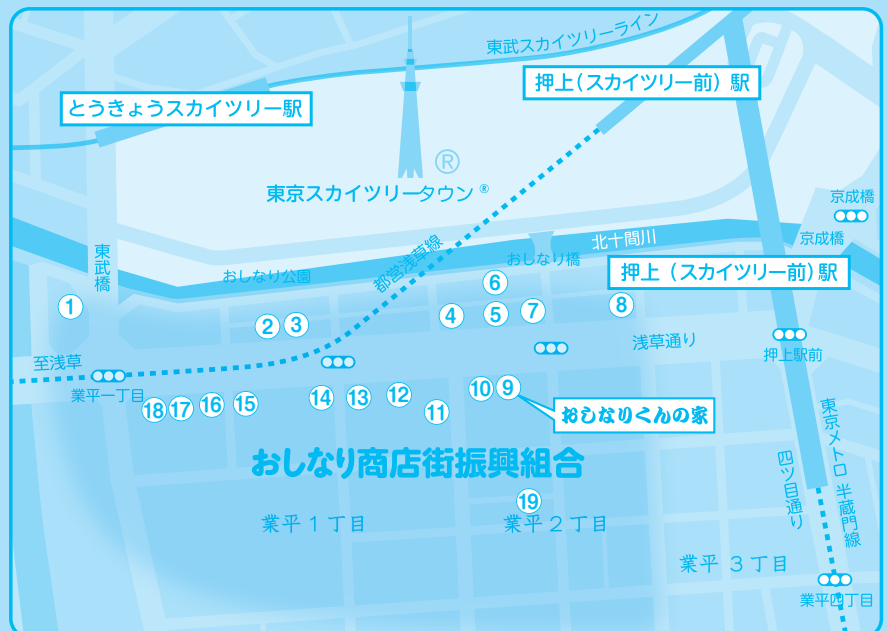 東武スカイツリーライン
押上(スカイツリー前)駅
とうきょうスカイツリー駅
®
東京スカイツリータウン®
京成橋
京成橋
北十間川
東武橋
都営浅草線
おしなり橋
おしなり公園
押上(スカイツリー前)駅
①
②
③
④
⑤
⑥
⑦
⑧
浅草通り
押上駅前
至浅草
業平一丁目
⑱
⑰
⑯
⑮
⑭
⑬
⑫
⑪
⑩
⑨
おしなりくんの家
おしなり商店街振興組合
四ツ目通り
東京メトロ半蔵門線
⑲
業平1丁目
業平2丁目
業平3丁目
業平四丁目